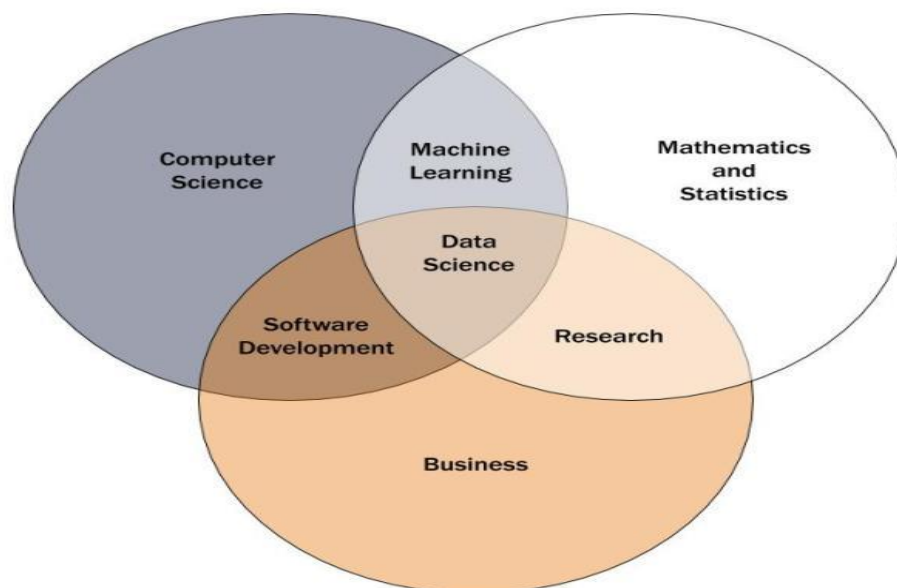 Computer
Science
Machine
Learning
Mathematics
and
Statistics
Data
Science
Software
Development
Research
Business